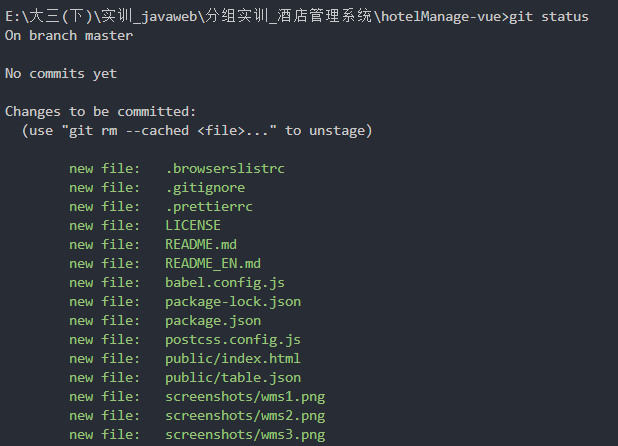 E:\大三(下)\实训_javaweb\分组实训_酒店管理系统\hotelManage-vue>git status
On branch master
No commits yet
Changes to be committed:
  (use "git rm --cached <file>..." to unstage)
        new file:   .browserslistrc
        new file:   .gitignore
        new file:   .prettierrc
        new file:   LICENSE
        new file:   README.md
        new file:   README_EN.md
        new file:   babel.config.js
        new file:   package-lock.json
        new file:   package.json
        new file:   postcss.config.js
        new file:   public/index.html
        new file:   public/table.json
        new file:   screenshots/wms1.png
        new file:   screenshots/wms2.png
        new file:   screenshots/wms3.png